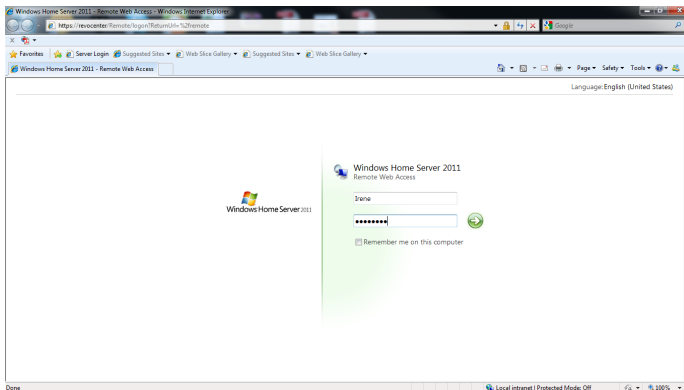 Windows Home Server 2011 - Remote Web Access - Windows Internet Explorer
https://revocenter/Remote/logon?ReturnUrl=%2fremote
Google
Favorites Server Login Suggested Sites Web Slice Gallery Suggested Sites Web Slice Gallery
Windows Home Server 2011 - Remote Web Access
Page Safety Tools
Language: English (United States)
Windows Home Server 2011
Remote Web Access
Irene
Windows Home Server 2011
••••••••
Remember me on this computer
Done
Local intranet | Protected Mode: Off
100%